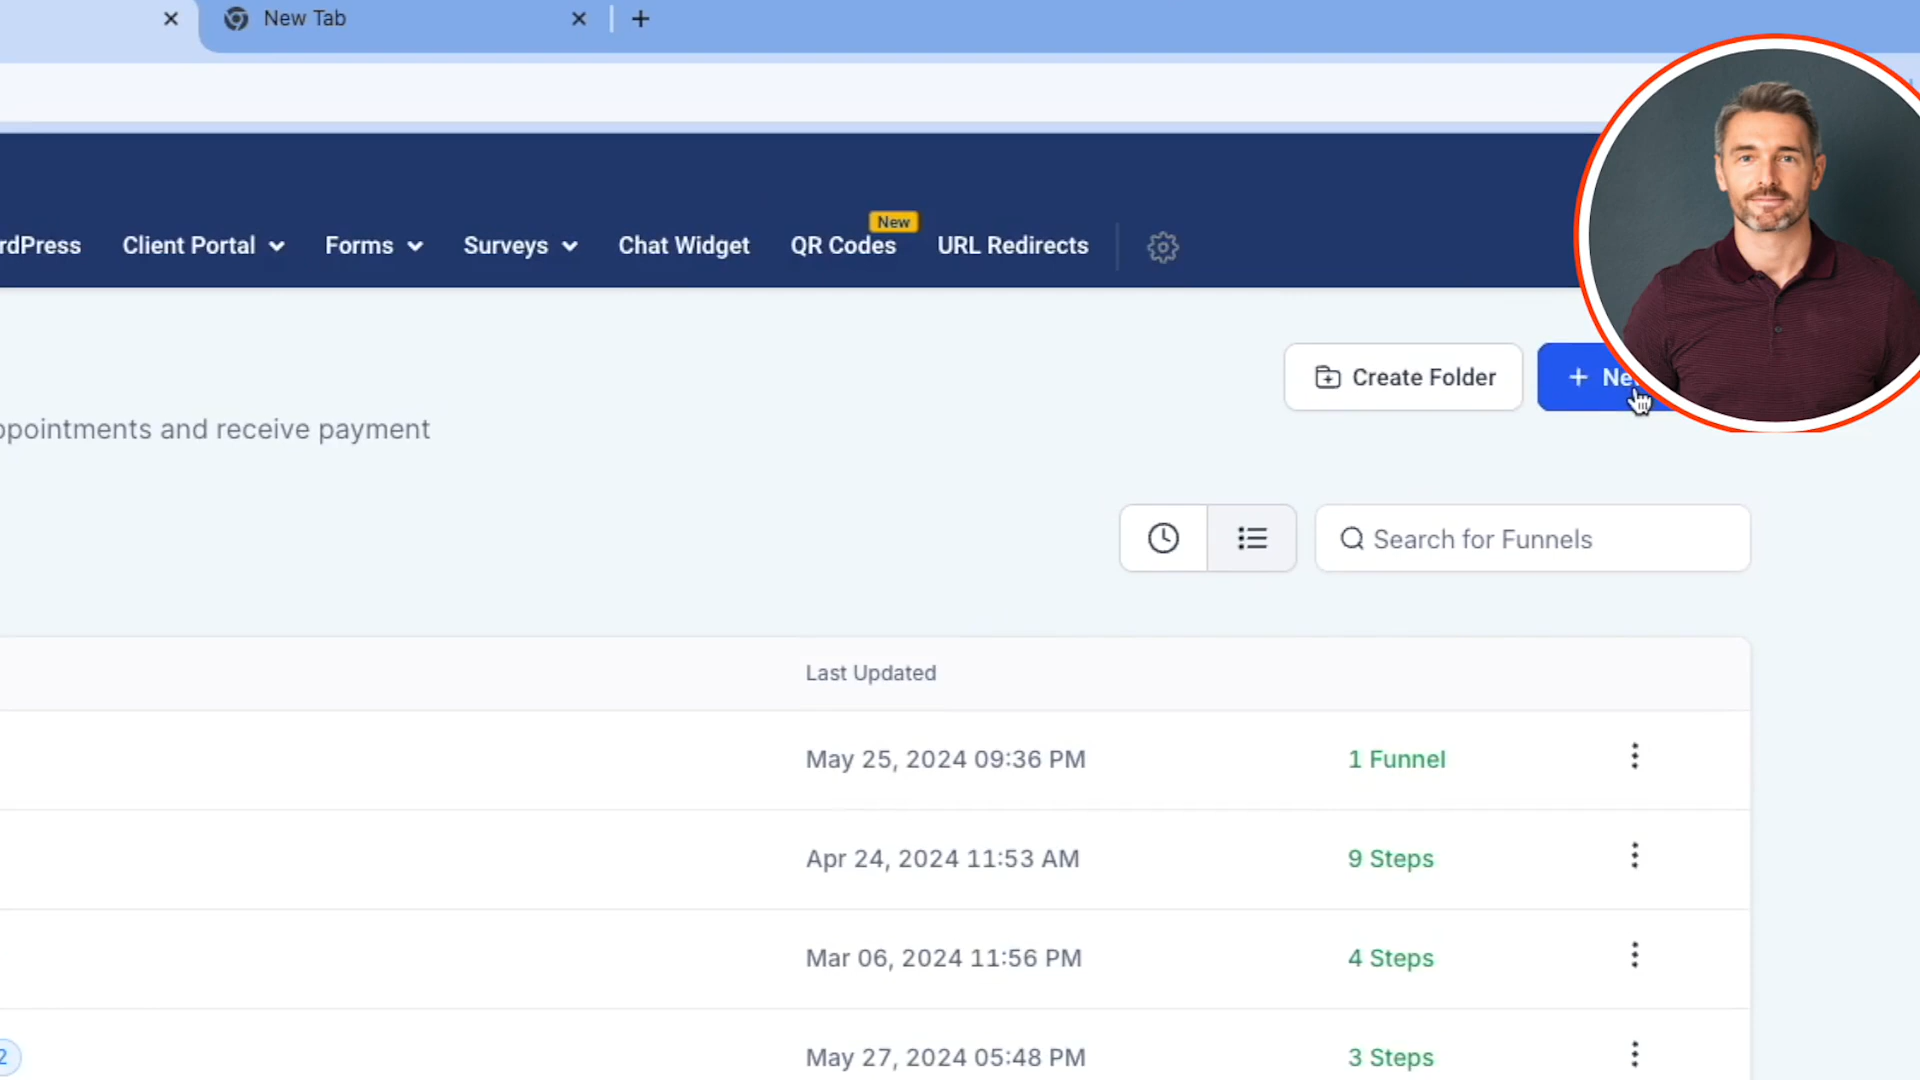 New Tab
New
rdPress Client Portal Forms Surveys Chat Widget QR Codes URL Redirects
Create Folder + Ne
ppointments and receive payment
Search for Funnels
Last Updated
May 25, 2024 09:36 PM 1 Funnel
Apr 24, 2024 11:53 AM 9 Steps
Mar 06, 2024 11:56 PM 4 Steps
2 May 27, 2024 05:48 PM 3 Steps